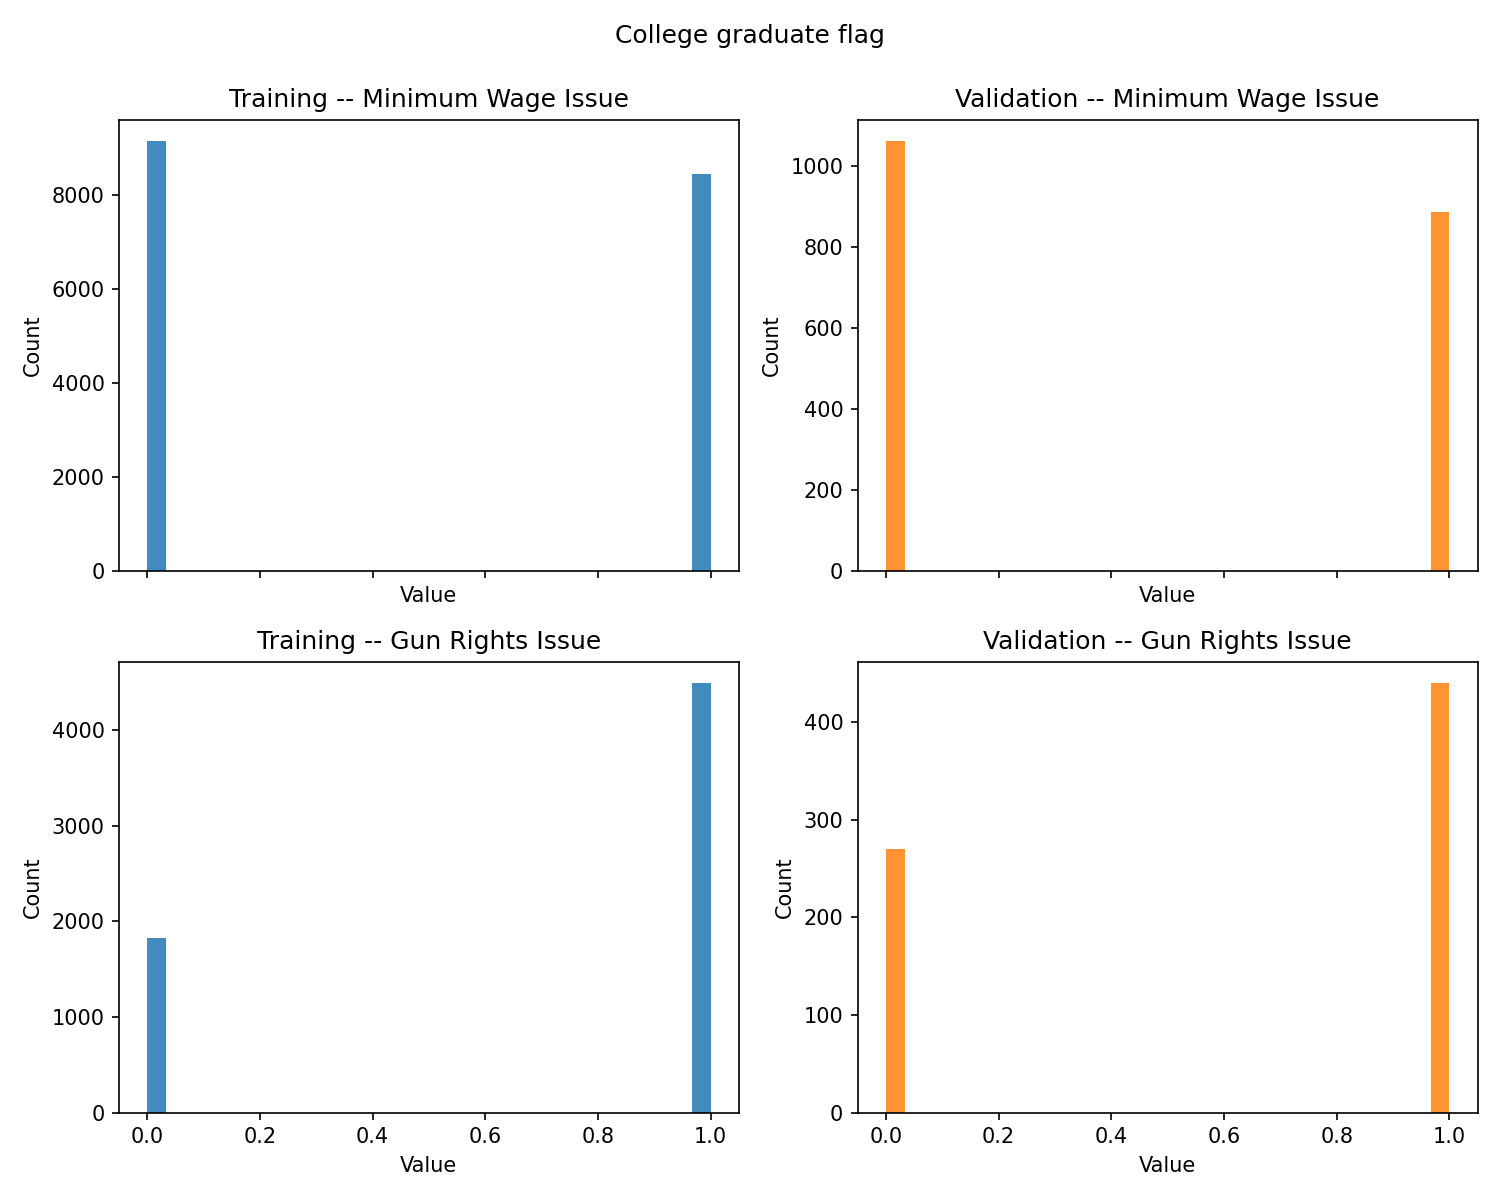 College graduate flag
Training -- Minimum Wage Issue
8000
6000
4000
2000
0
Count
Value
Validation -- Minimum Wage Issue
1000
800
600
400
200
0
Count
Value
Training -- Gun Rights Issue
4000
3000
2000
1000
0
Count
0.0 0.2 0.4 0.6 0.8 1.0
Value
Validation -- Gun Rights Issue
400
300
200
100
0
Count
0.0 0.2 0.4 0.6 0.8 1.0
Value